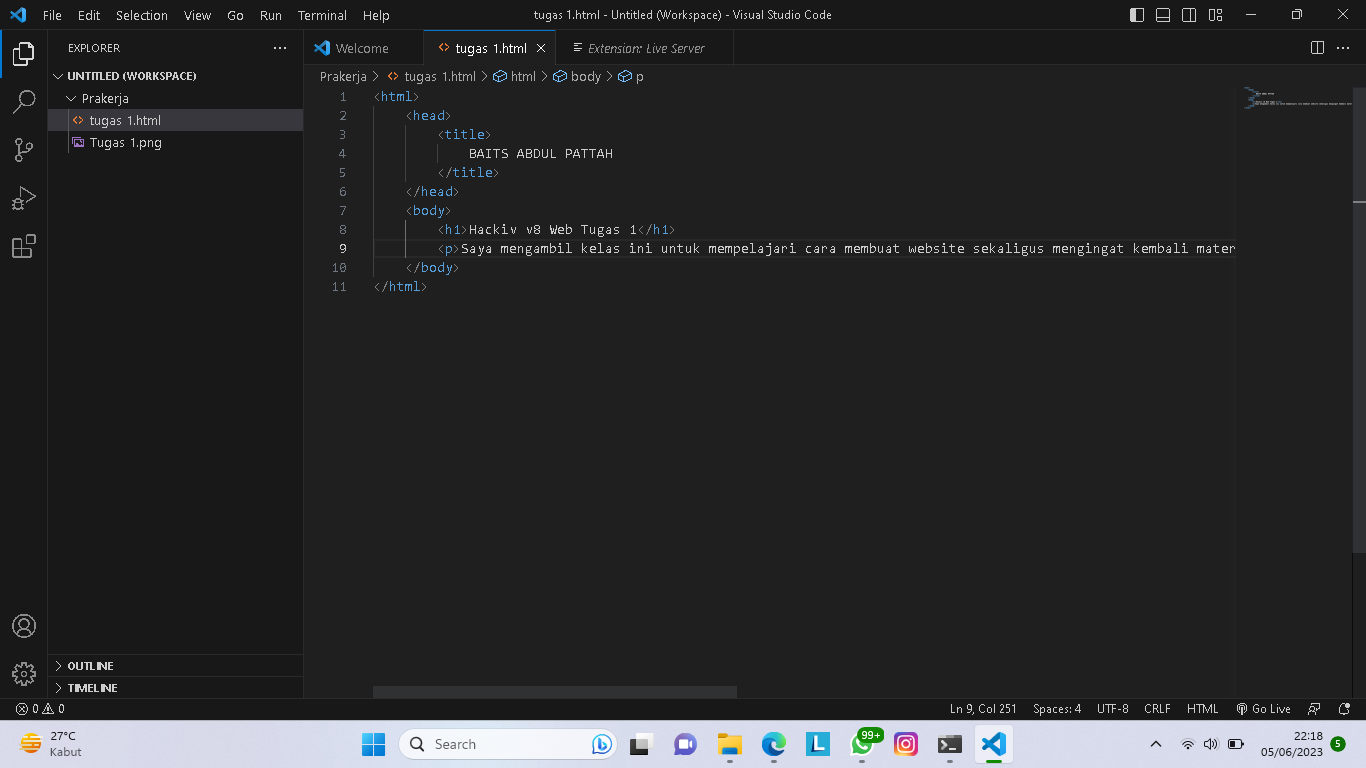 File Edit Selection View Go Run Terminal Help
tugas 1.html - Untitled (Workspace) - Visual Studio Code
EXPLORER
Welcome
tugas 1.html
Extension: Live Server
UNTITLED (WORKSPACE)
Prakerja
tugas 1.html
Tugas 1.png
Prakerja > tugas 1.html > html > body > p
1 <html>
2 <head>
3 <title>
4 BAITS ABDUL PATTAH
5 </title>
6 </head>
7 <body>
8 <h1>Hackiv v8 Web Tugas 1</h1>
9 <p>Saya mengambil kelas ini untuk mempelajari cara membuat website sekaligus mengingat kembali mater
10 </body>
11 </html>
OUTLINE
TIMELINE
0 0
Ln 9, Col 251 Spaces: 4 UTF-8 CRLF HTML Go Live
27°C
Kabut
Search
L
99+
22:18
05/06/2023
5